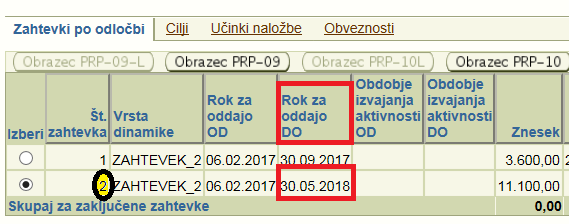 Zahtevki po odločbi Cilji Učinki naložbe Obveznosti
Obrazec PRP-09-L Obrazec PRP-09 Obrazec PRP-10L Obrazec PRP-10
Izberi Št. zahtevka Vrsta dinamike Rok za oddajo OD Rok za oddajo DO Obdobje izvajanja aktivnosti OD Obdobje izvajanja aktivnosti DO Znesek
1 ZAHTEVEK_2 06.02.2017 30.09.2017 3.600,00
2 ZAHTEVEK_2 06.02.2017 30.05.2018 11.100,00
Skupaj za zaključene zahtevke 0,00